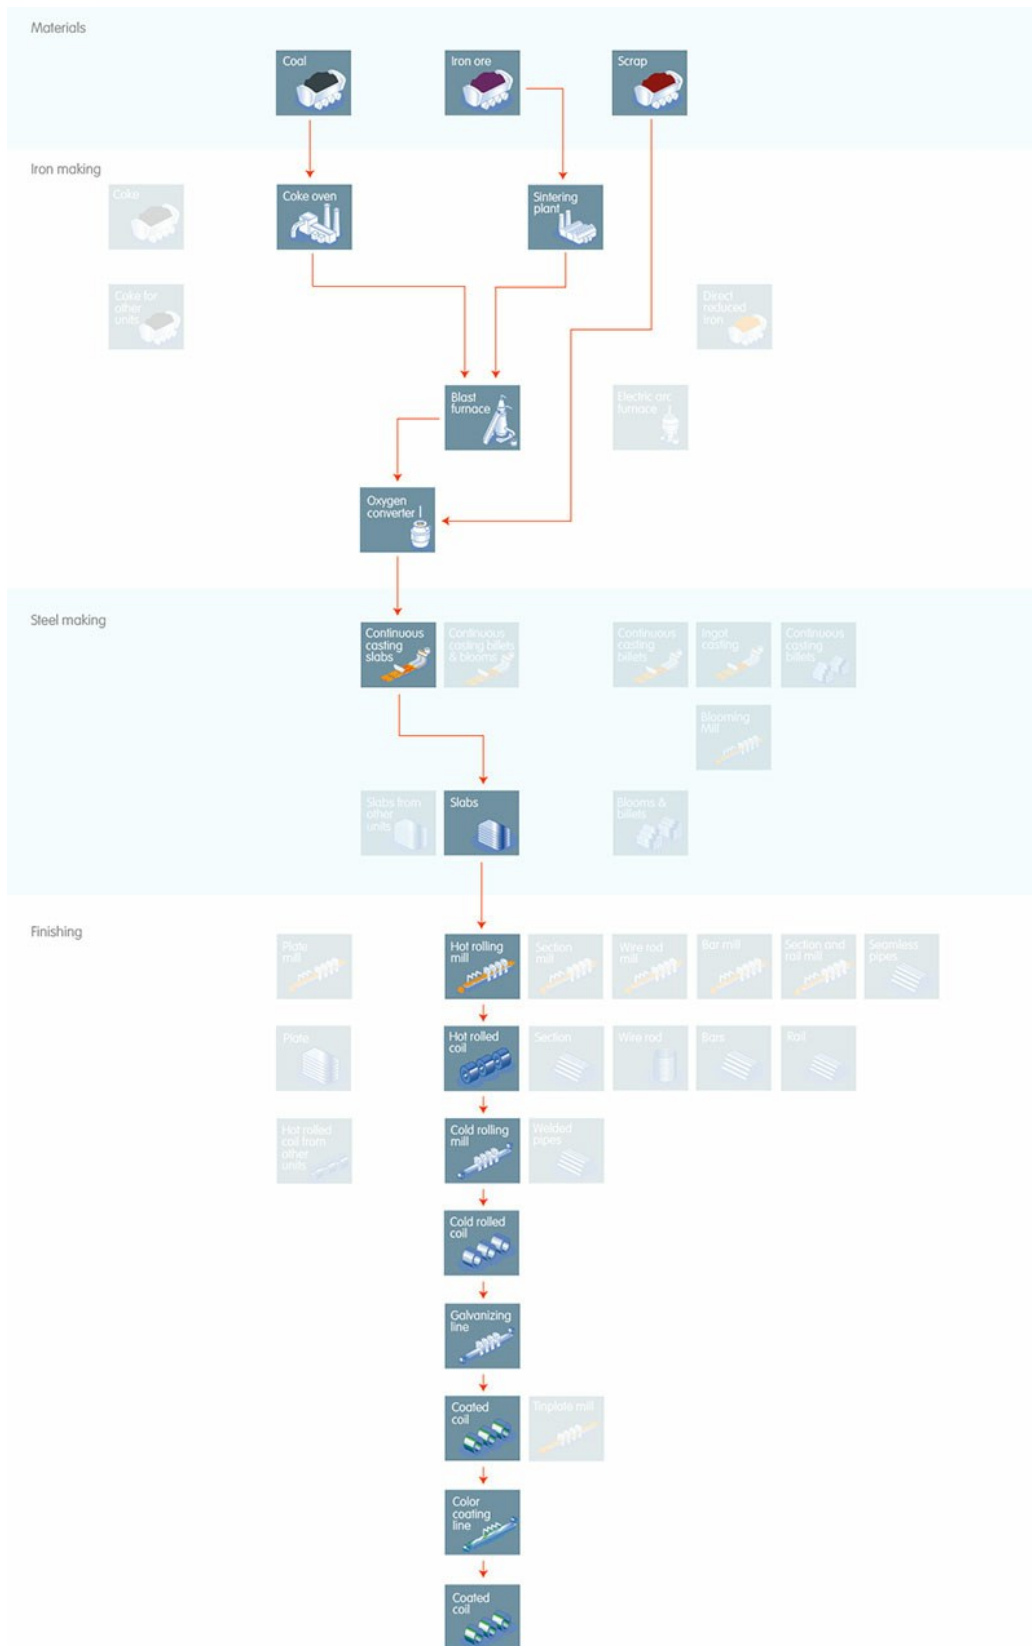 Materials
Coal
Iron ore
Scrap
Iron making
Coke
Coke oven
Sintering
plant
Coke for
other
units
Direct
reduced
Iron
Blast
furnace
Electric arc
furnace
Oxygen
converter
Steel making
Continuous
casting
slabs
Continuous
casting billets
& blooms
Continuous
casting
billets
Ingot
casting
Continuous
casting
billets
Blooming
Mill
Slabs from
other
units
Slabs
Blooms &
billets
Finishing
Plate
mill
Hot rolling
mill
Section
mill
Wire rod
mill
Bar mill
Section and
rail mill
Seamless
pipes
Plate
Hot rolled
coil
Section
Wire rod
Bars
Rail
Hot rolled
coil from
other
units
Cold rolling
mill
Welded
pipes
Cold rolled
coil
Galvanizing
line
Coated
coil
Tinplate mill
Color
coating
line
Coated
coil